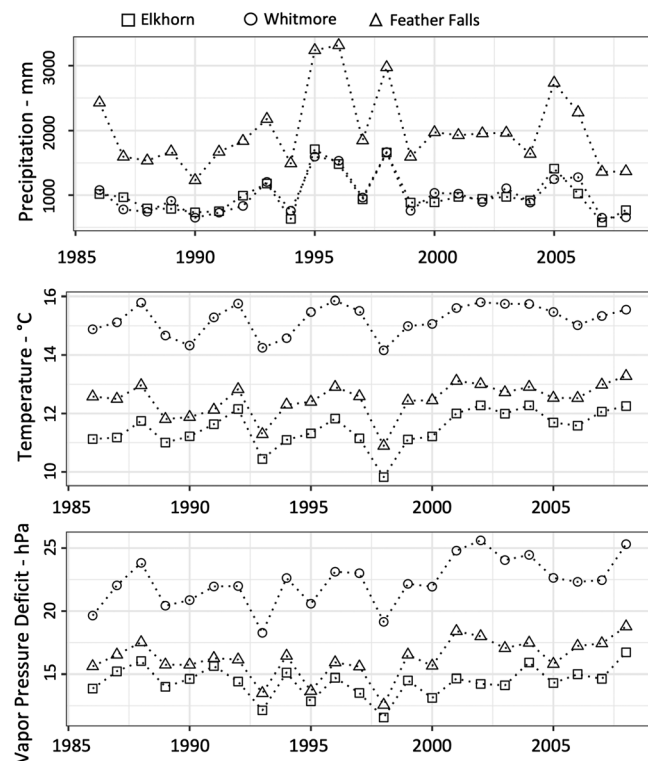 Elkhorn Whitmore Feather Falls
Precipitation - mm
3000
2000
1000
1985 1990 1995 2000 2005
Temperature - °C
16
14
12
10
1985 1990 1995 2000 2005
Vapor Pressure Deficit - hPa
25
20
15
1985 1990 1995 2000 2005